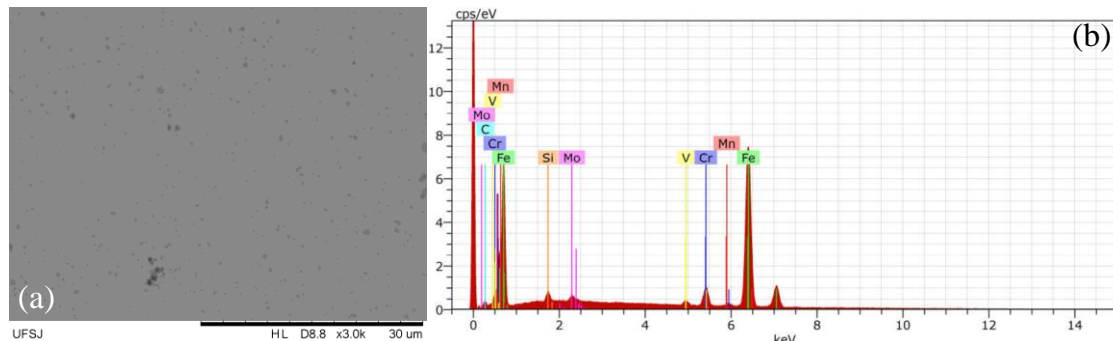 (a)
UFSJ HL D8.8 x3.0k 30 um
cps/eV
(b)
12
10
8
6
4
2
0
Mn
V
Mo
C
Cr
Fe
Si
Mo
V
Cr
Mn
Fe
0 2 4 6 8 10 12 14
keV